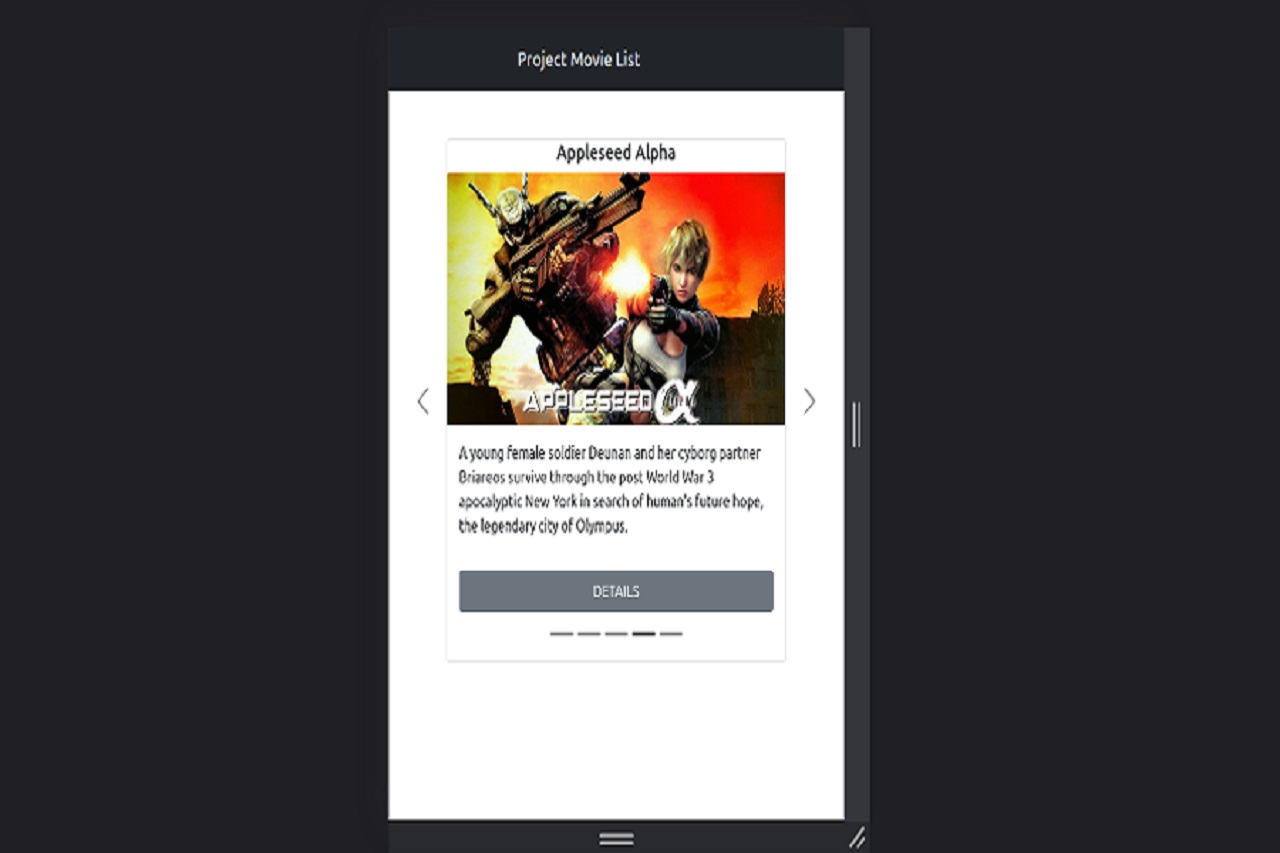 Project Movie List
Appleseed Alpha
APPLESEED α
A young female soldier Deunan and her cyborg partner
Briareos survive through the post World War 3
apocalyptic New York in search of human's future hope,
the legendary city of Olympus.
DETAILS